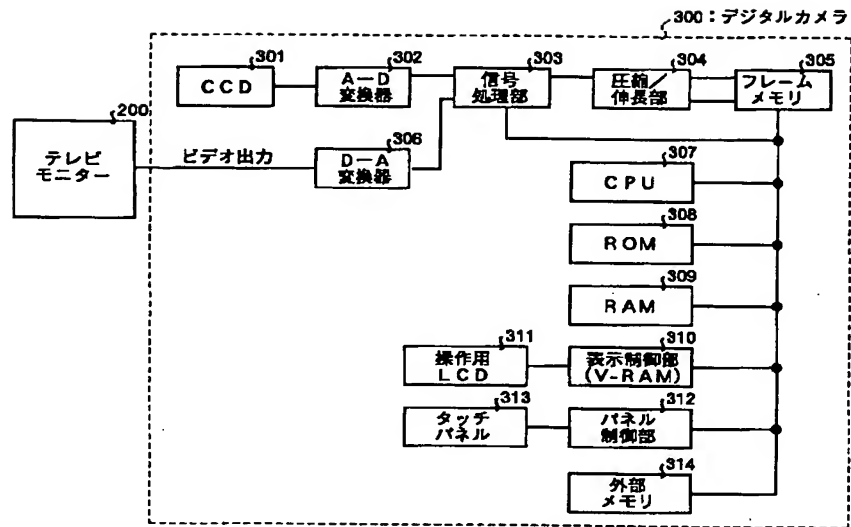 300:デジタルカメラ
301
CCD
302
A-D
変換器
303
信号
処理部
304
圧縮/
伸長部
305
フレーム
メモリ
200
テレビ
モニター
ビデオ出力
306
D-A
変換器
307
CPU
308
ROM
309
RAM
311
操作用
LCD
310
表示制御部
(V-RAM)
313
タッチ
パネル
312
パネル
制御部
314
外部
メモリ